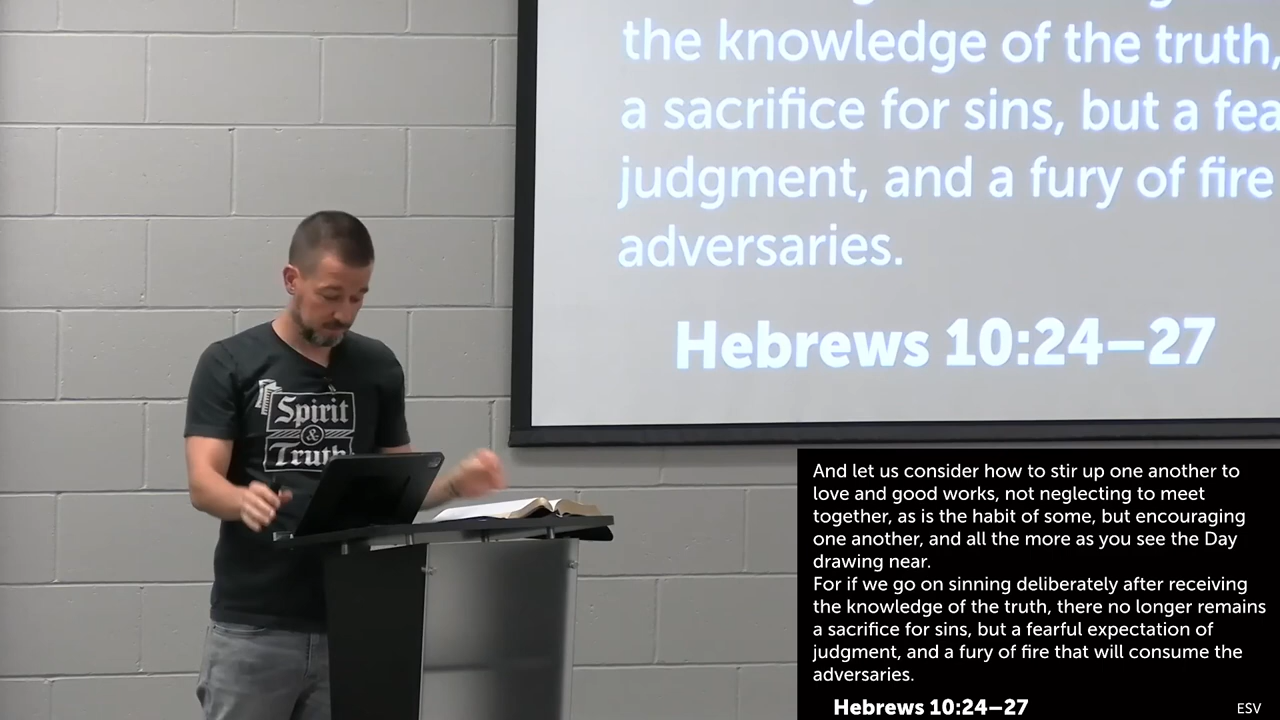 the knowledge of the truth,
a sacrifice for sins, but a fea
judgment, and a fury of fire
adversaries.
Hebrews 10:24–27
Spirit
&
Truth
And let us consider how to stir up one another to
love and good works, not neglecting to meet
together, as is the habit of some, but encouraging
one another, and all the more as you see the Day
drawing near.
For if we go on sinning deliberately after receiving
the knowledge of the truth, there no longer remains
a sacrifice for sins, but a fearful expectation of
judgment, and a fury of fire that will consume the
adversaries.
Hebrews 10:24–27 ESV